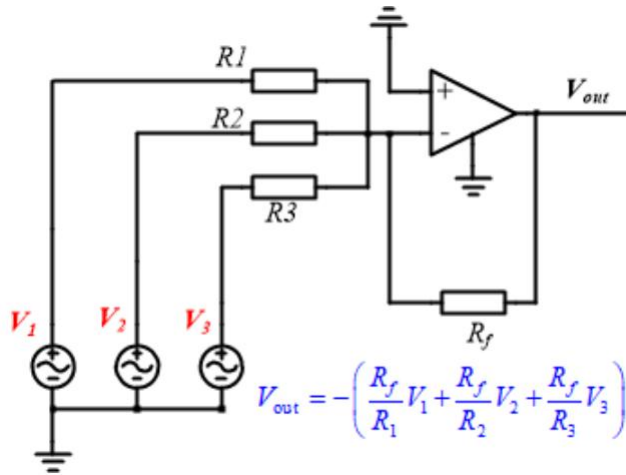 R1
+
V_out
R2
-
R3
V_1
V_2
V_3
R_f
+
+
+
V_out = -( R_f/R_1 V_1 + R_f/R_2 V_2 + R_f/R_3 V_3 )